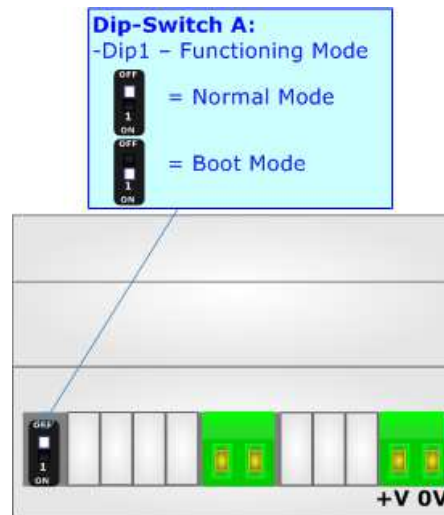 Dip-Switch A:
-Dip1 – Functioning Mode
OFF
= Normal Mode
1
ON
OFF
= Boot Mode
1
ON
OFF
1
ON
+V 0V